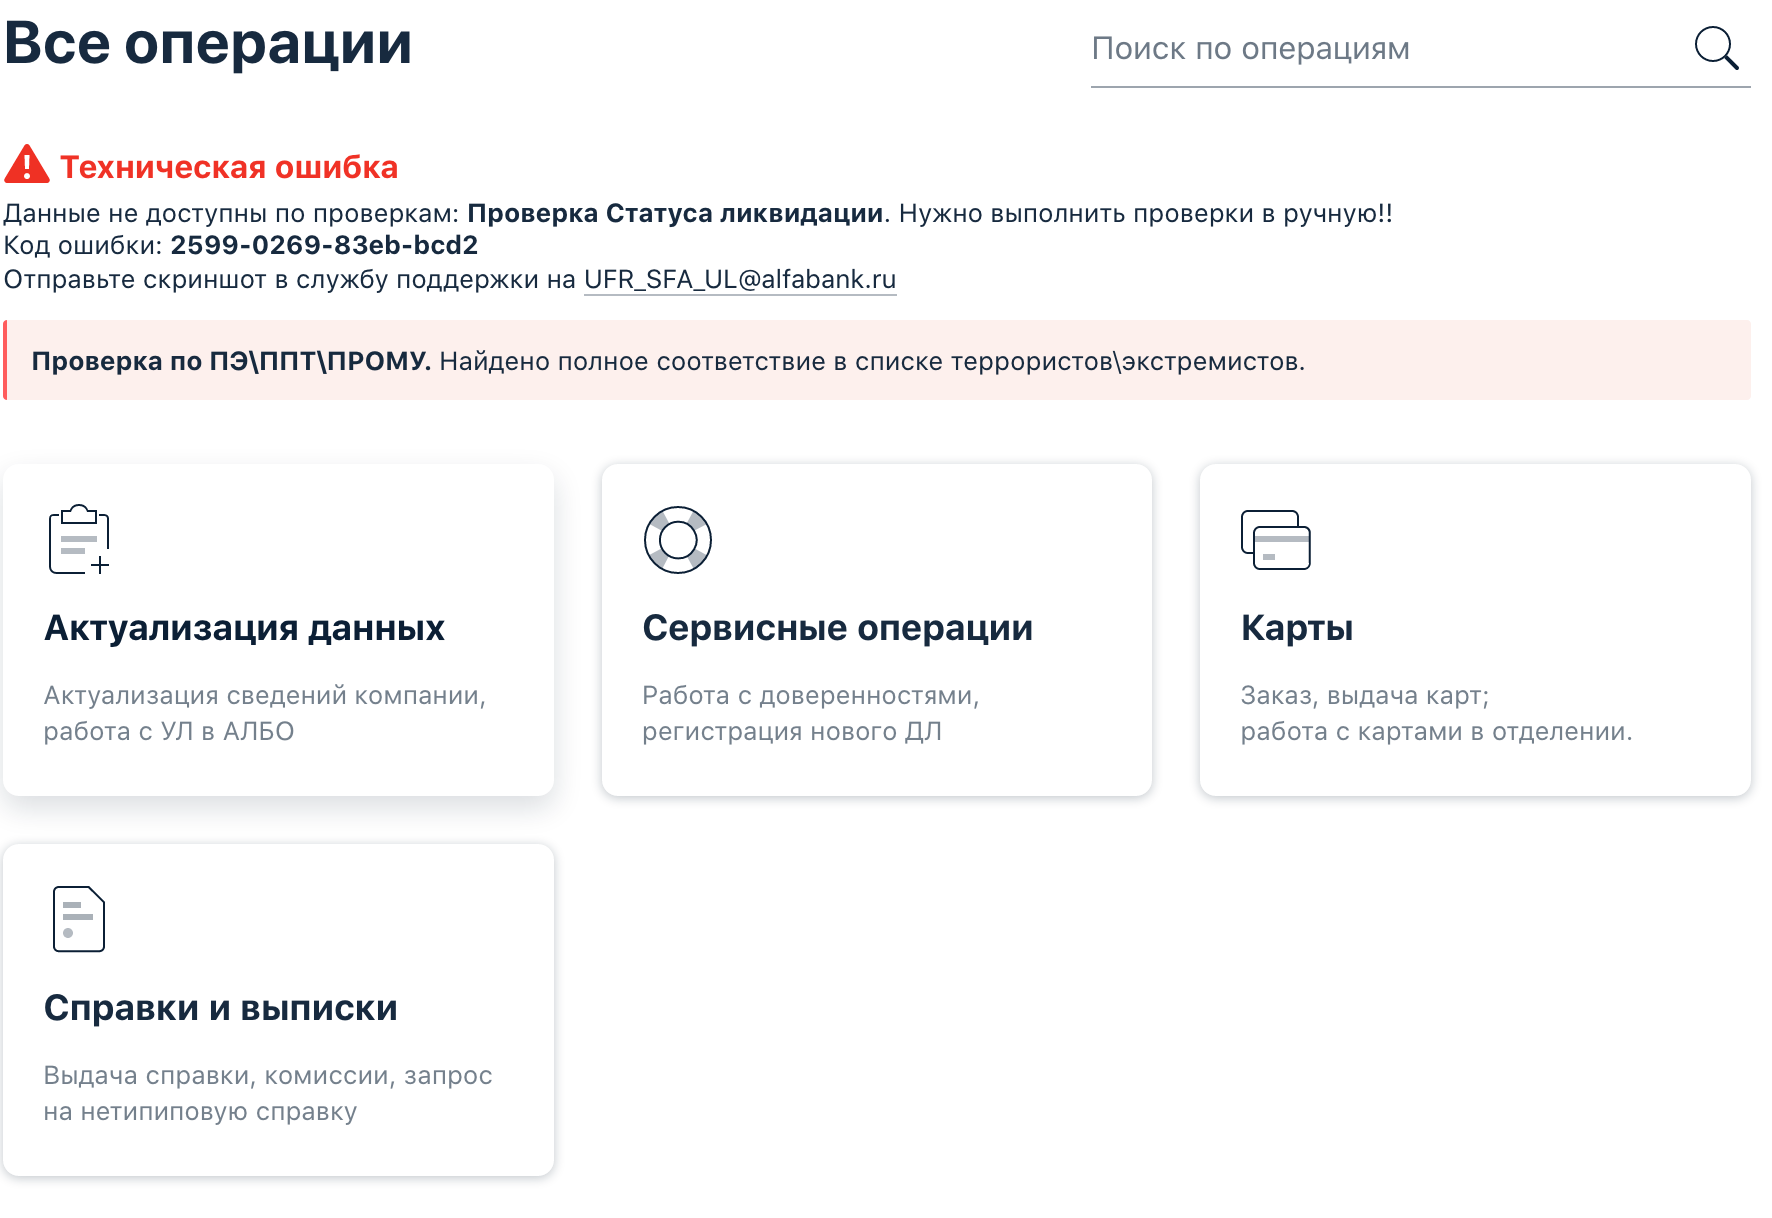 Все операции
Поиск по операциям
Техническая ошибка
Данные не доступны по проверкам: Проверка Статуса ликвидации. Нужно выполнить проверки в ручную!!
Код ошибки: 2599-0269-83eb-bcd2
Отправьте скриншот в службу поддержки на UFR_SFA_UL@alfabank.ru
Проверка по ПЭ\ППТ\ПРОМУ. Найдено полное соответствие в списке террористов\экстремистов.
Актуализация данных
Актуализация сведений компании,
работа с УЛ в АЛБО
Сервисные операции
Работа с доверенностями,
регистрация нового ДЛ
Карты
Заказ, выдача карт;
работа с картами в отделении.
Справки и выписки
Выдача справки, комиссии, запрос
на нетипиповую справку